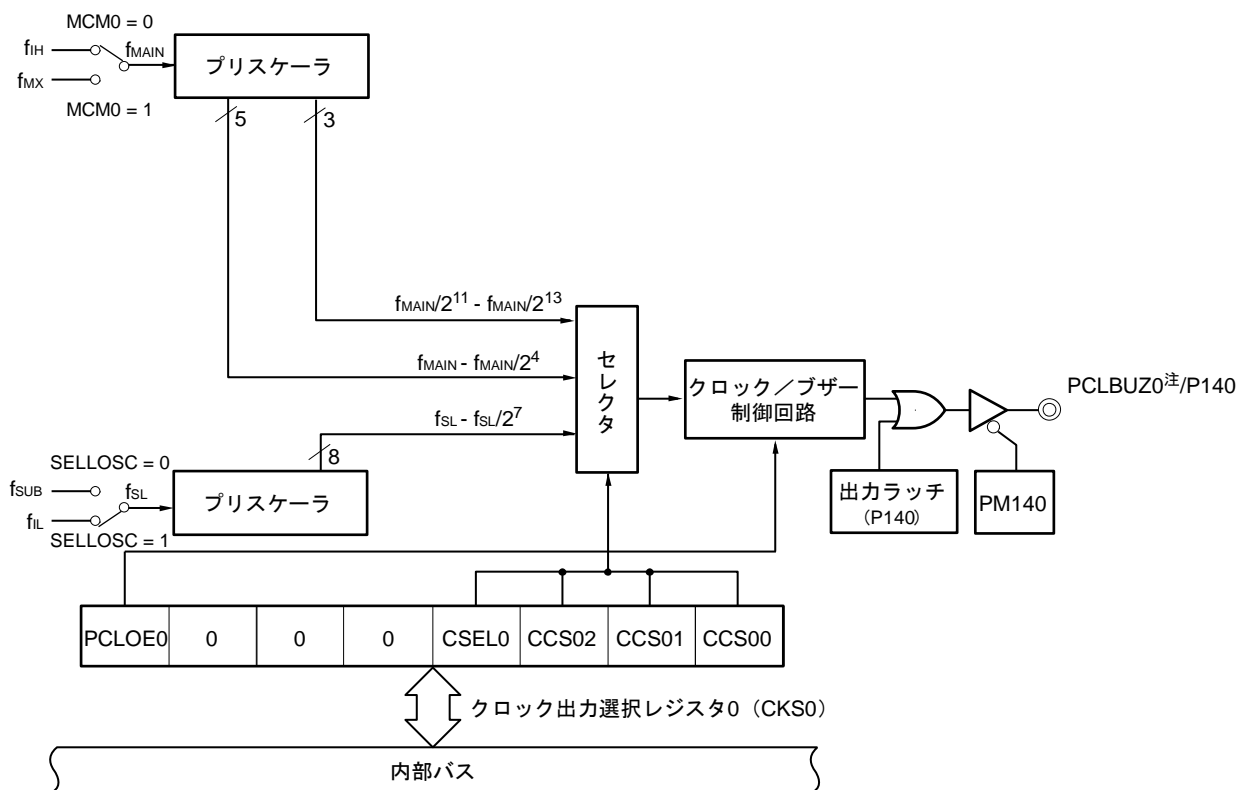 MCM0 = 0
fIH
fMAIN
fMX
MCM0 = 1
プリスケーラ
5
3
fMAIN/2¹¹ - fMAIN/2¹³
fMAIN - fMAIN/2⁴
fSL - fSL/2⁷
セレクタ
クロック／ブザー
制御回路
PCLBUZ0注/P140
出力ラッチ
(P140)
PM140
SELLOSC = 0
fSUB
fSL
fIL
SELLOSC = 1
プリスケーラ
8
PCLOE0 0 0 0 CSEL0 CCS02 CCS01 CCS00
クロック出力選択レジスタ0（CKS0）
内部バス